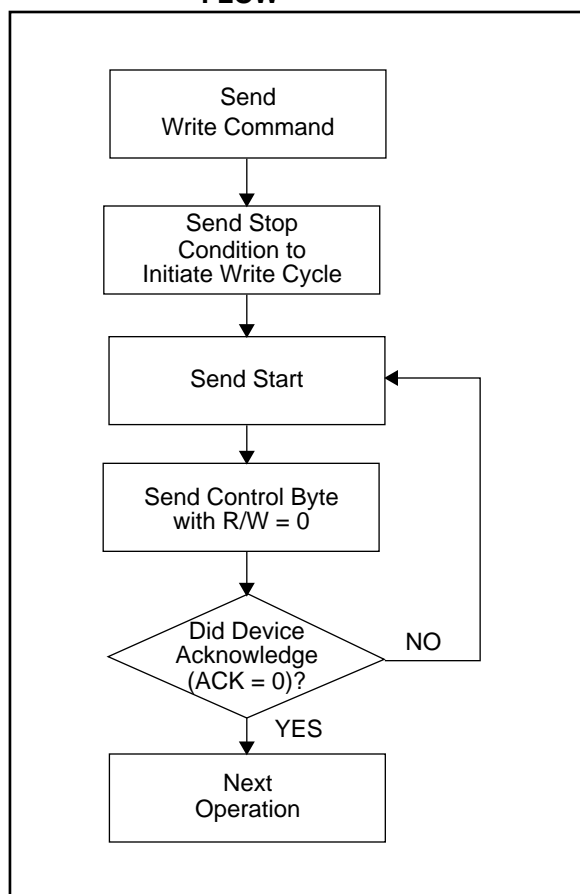 FLOW
Send
Write Command
Send Stop
Condition to
Initiate Write Cycle
Send Start
Send Control Byte
with R/W = 0
Did Device
Acknowledge
(ACK = 0)?
NO
YES
Next
Operation